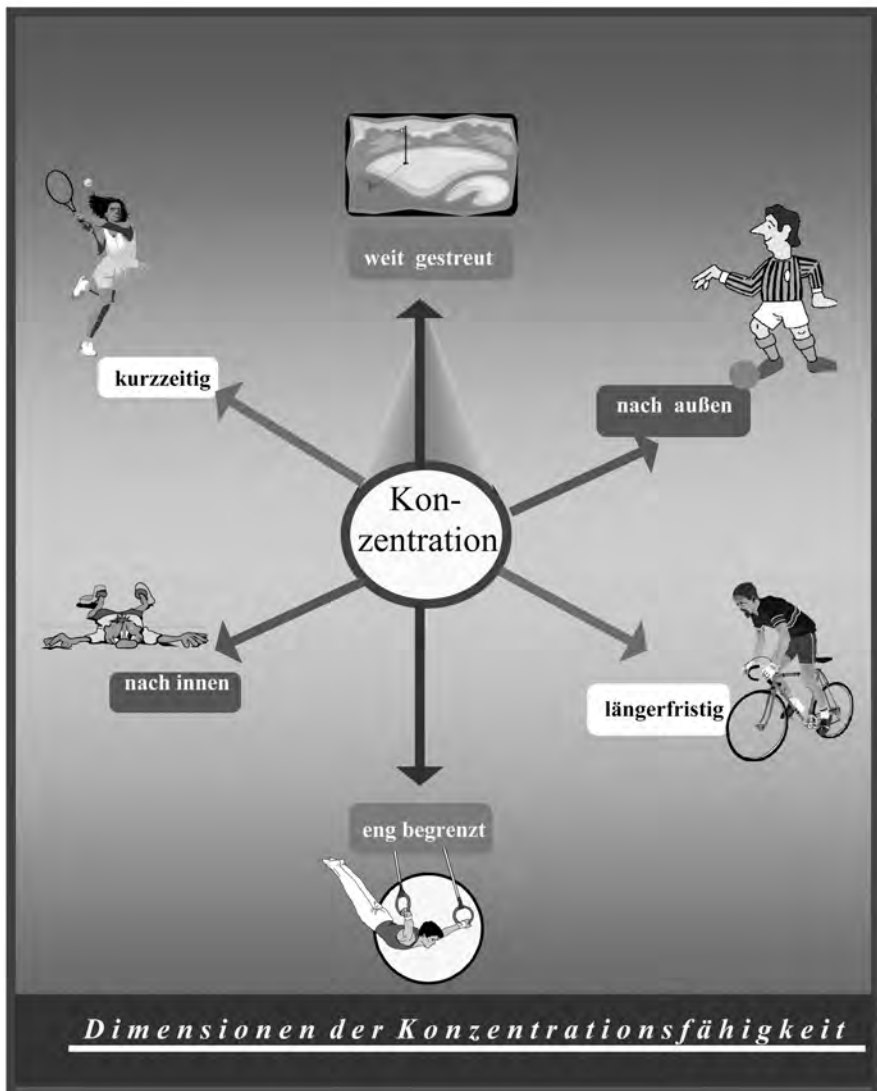 weit gestreut
kurzzeitig
nach außen
Kon-
zentration
nach innen
längerfristig
eng begrenzt
Dimensionen der Konzentrationsfähigkeit